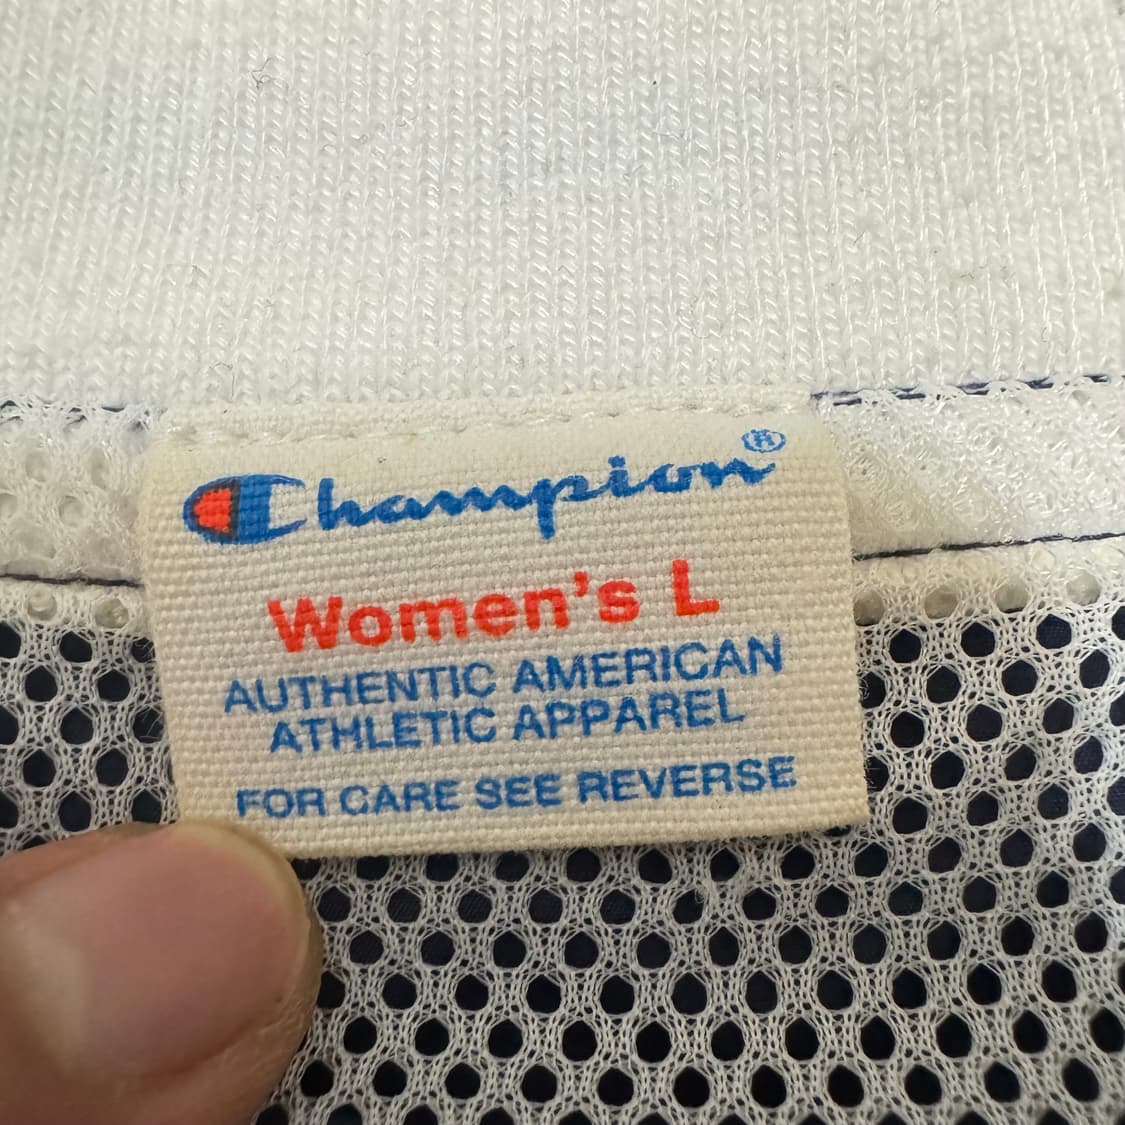 Champion®
Women's L
AUTHENTIC AMERICAN
ATHLETIC APPAREL
FOR CARE SEE REVERSE